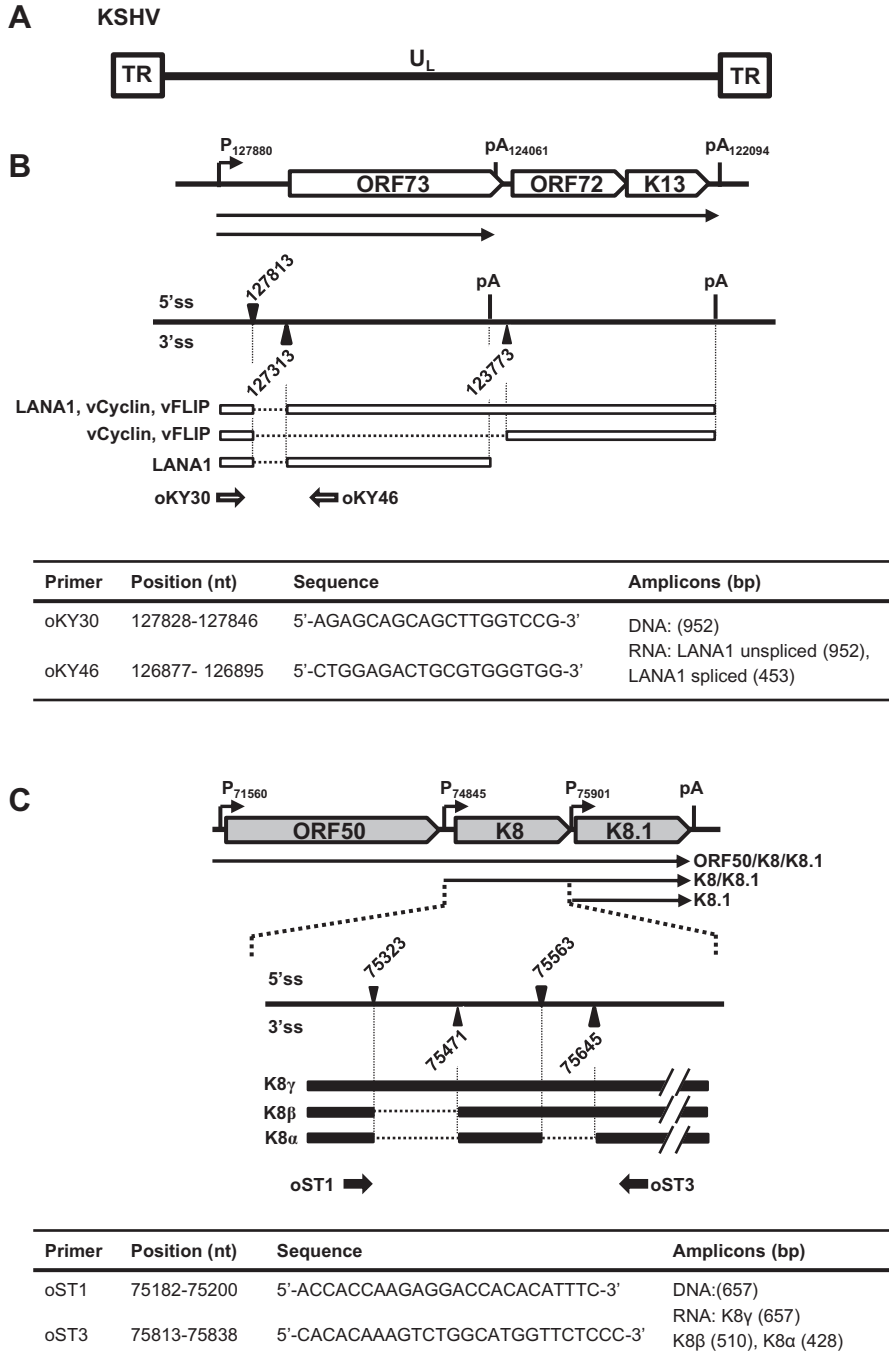 A KSHV
TR U_L TR
B
P127880 pA124061 pA122094
ORF73 ORF72 K13
127813 pA pA
5'ss
3'ss
127313 123773
LANA1, vCyclin, vFLIP
vCyclin, vFLIP
LANA1
oKY30 oKY46
Primer Position (nt) Sequence Amplicons (bp)
oKY30 127828-127846 5'-AGAGCAGCAGCTTGGTCCG-3' DNA: (952)
RNA: LANA1 unspliced (952),
oKY46 126877- 126895 5'-CTGGAGACTGCGTGGGTGG-3' LANA1 spliced (453)
C
P71560 P74845 P75901 pA
ORF50 K8 K8.1
ORF50/K8/K8.1
K8/K8.1
K8.1
75323 75563
5'ss
3'ss
75471 75645
K8γ
K8β
K8α
oST1 oST3
Primer Position (nt) Sequence Amplicons (bp)
oST1 75182-75200 5'-ACCACCAAGAGGACCACACATTTC-3' DNA:(657)
RNA: K8γ (657)
oST3 75813-75838 5'-CACACAAAGTCTGGCATGGTTCTCCC-3' K8β (510), K8α (428)